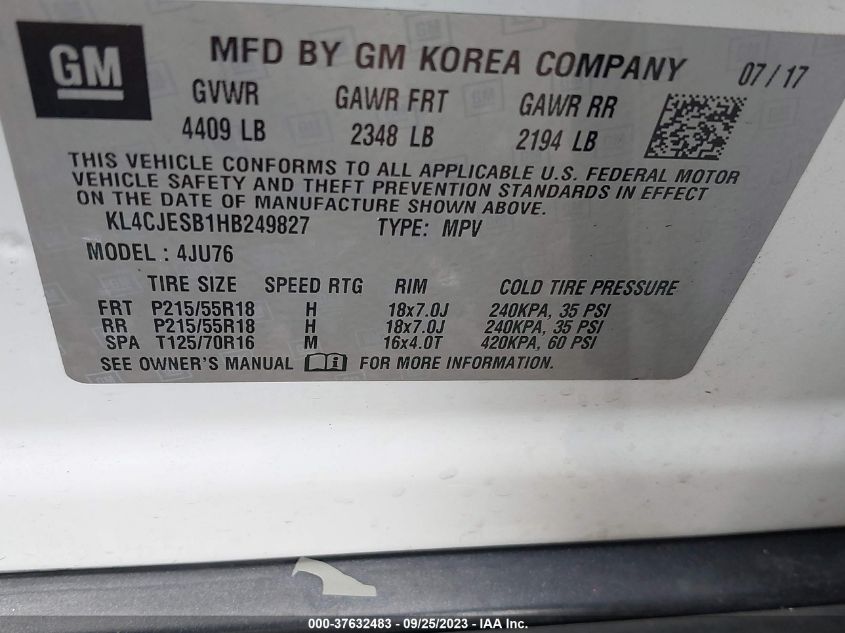 GM
MFD BY GM KOREA COMPANY 07/17
GVWR GAWR FRT GAWR RR
4409 LB 2348 LB 2194 LB
THIS VEHICLE CONFORMS TO ALL APPLICABLE U.S. FEDERAL MOTOR
VEHICLE SAFETY AND THEFT PREVENTION STANDARDS IN EFFECT
ON THE DATE OF MANUFACTURE SHOWN ABOVE.
KL4CJESB1HB249827 TYPE: MPV
MODEL : 4JU76
TIRE SIZE SPEED RTG RIM COLD TIRE PRESSURE
FRT P215/55R18 H 18x7.0J 240KPA, 35 PSI
RR P215/55R18 H 18x7.0J 240KPA, 35 PSI
SPA T125/70R16 M 16x4.0T 420KPA, 60 PSI
SEE OWNER'S MANUAL i FOR MORE INFORMATION.
000-37632483 - 09/25/2023 - IAAI.com